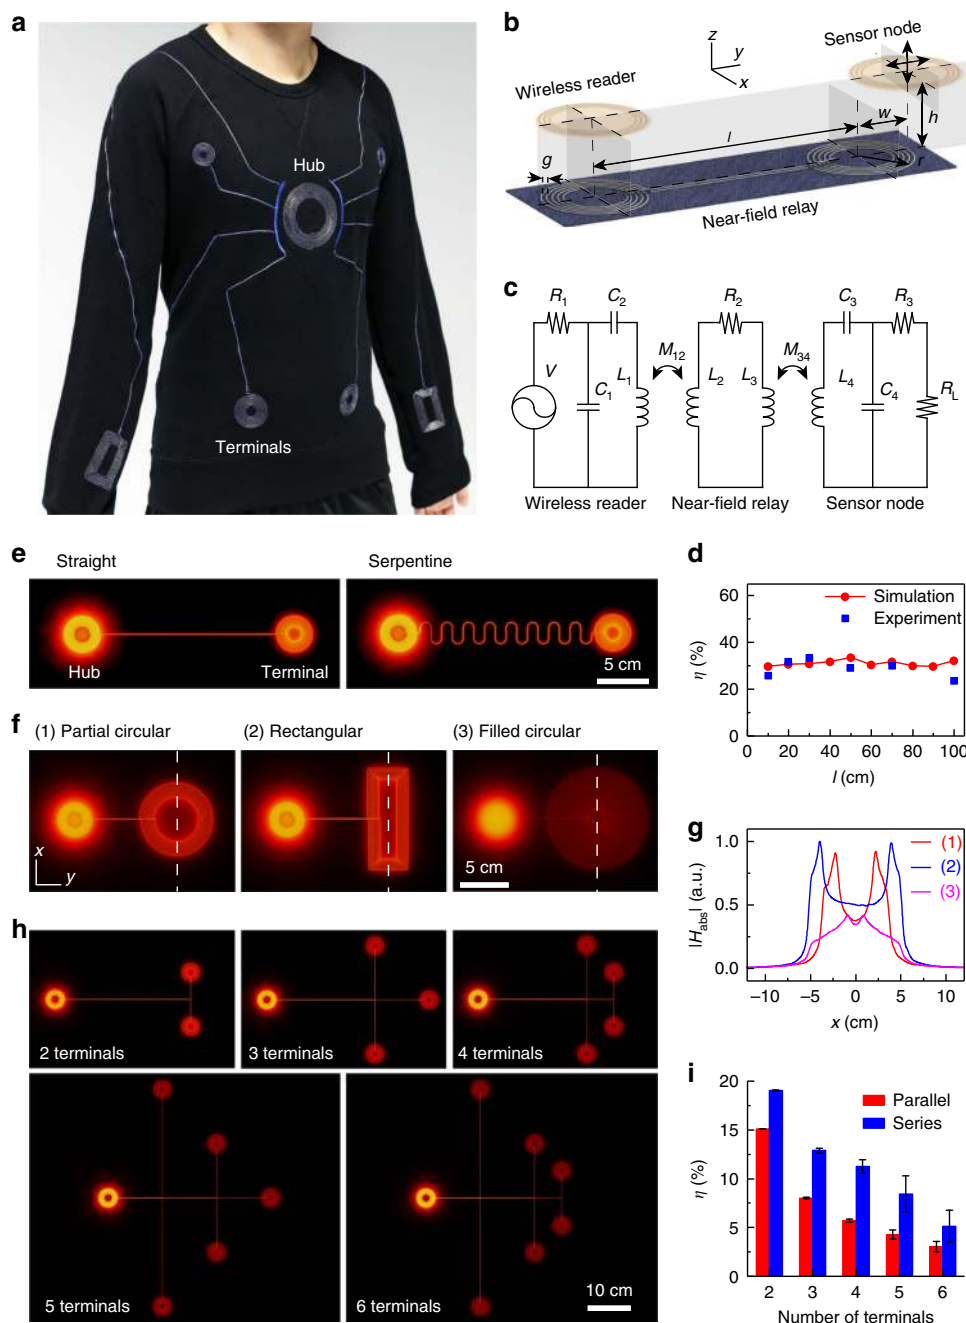 a
Hub
Terminals
b
z
y
x
Wireless reader
Sensor node
w
h
l
g
r
Near-field relay
c
R1
C2
V
C1
L1
M12
R2
L2
L3
M34
C3
R3
L4
C4
RL
Wireless reader
Near-field relay
Sensor node
d
η (%)
60
40
20
0
Simulation
Experiment
0
20
40
60
80
100
l (cm)
e
Straight
Serpentine
Hub
Terminal
5 cm
f
(1) Partial circular
(2) Rectangular
(3) Filled circular
x
y
5 cm
g
|Habs| (a.u.)
1.0
0.5
0.0
(1)
(2)
(3)
−10
−5
0
5
10
x (cm)
h
2 terminals
3 terminals
4 terminals
5 terminals
6 terminals
10 cm
i
η (%)
20
15
10
5
0
Parallel
Series
2
3
4
5
6
Number of terminals